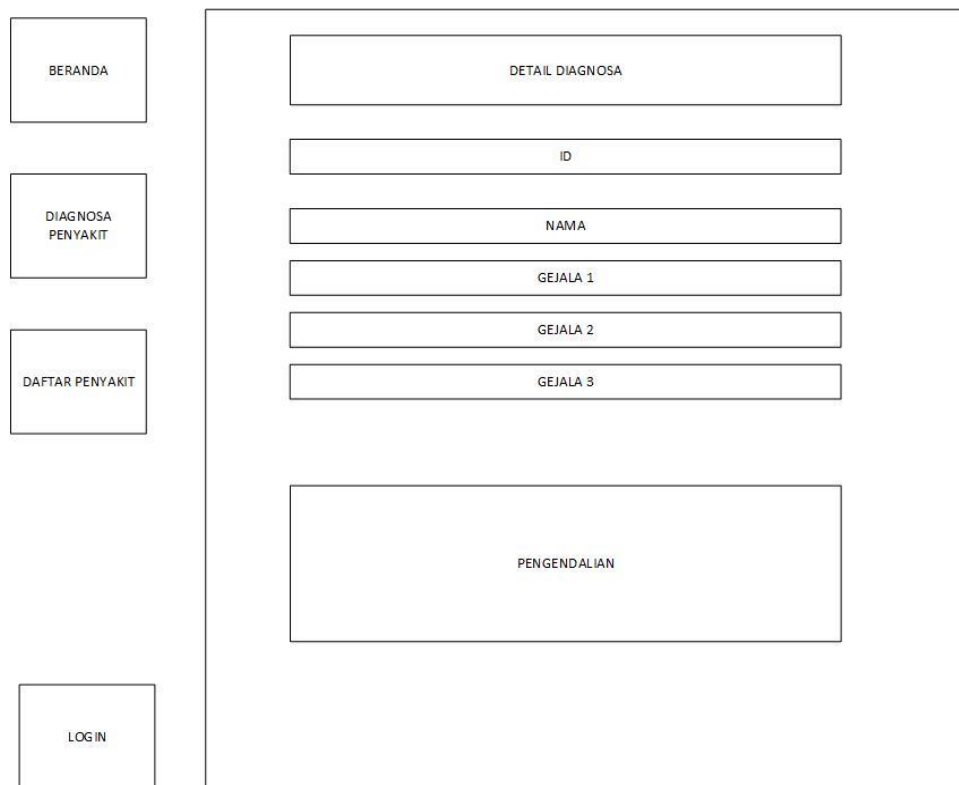 BERANDA
DIAGNOSA
PENYAKIT
DAFTAR PENYAKIT
LOGIN
DETAIL DIAGNOSA
ID
NAMA
GEJALA 1
GEJALA 2
GEJALA 3
PENGENDALIAN